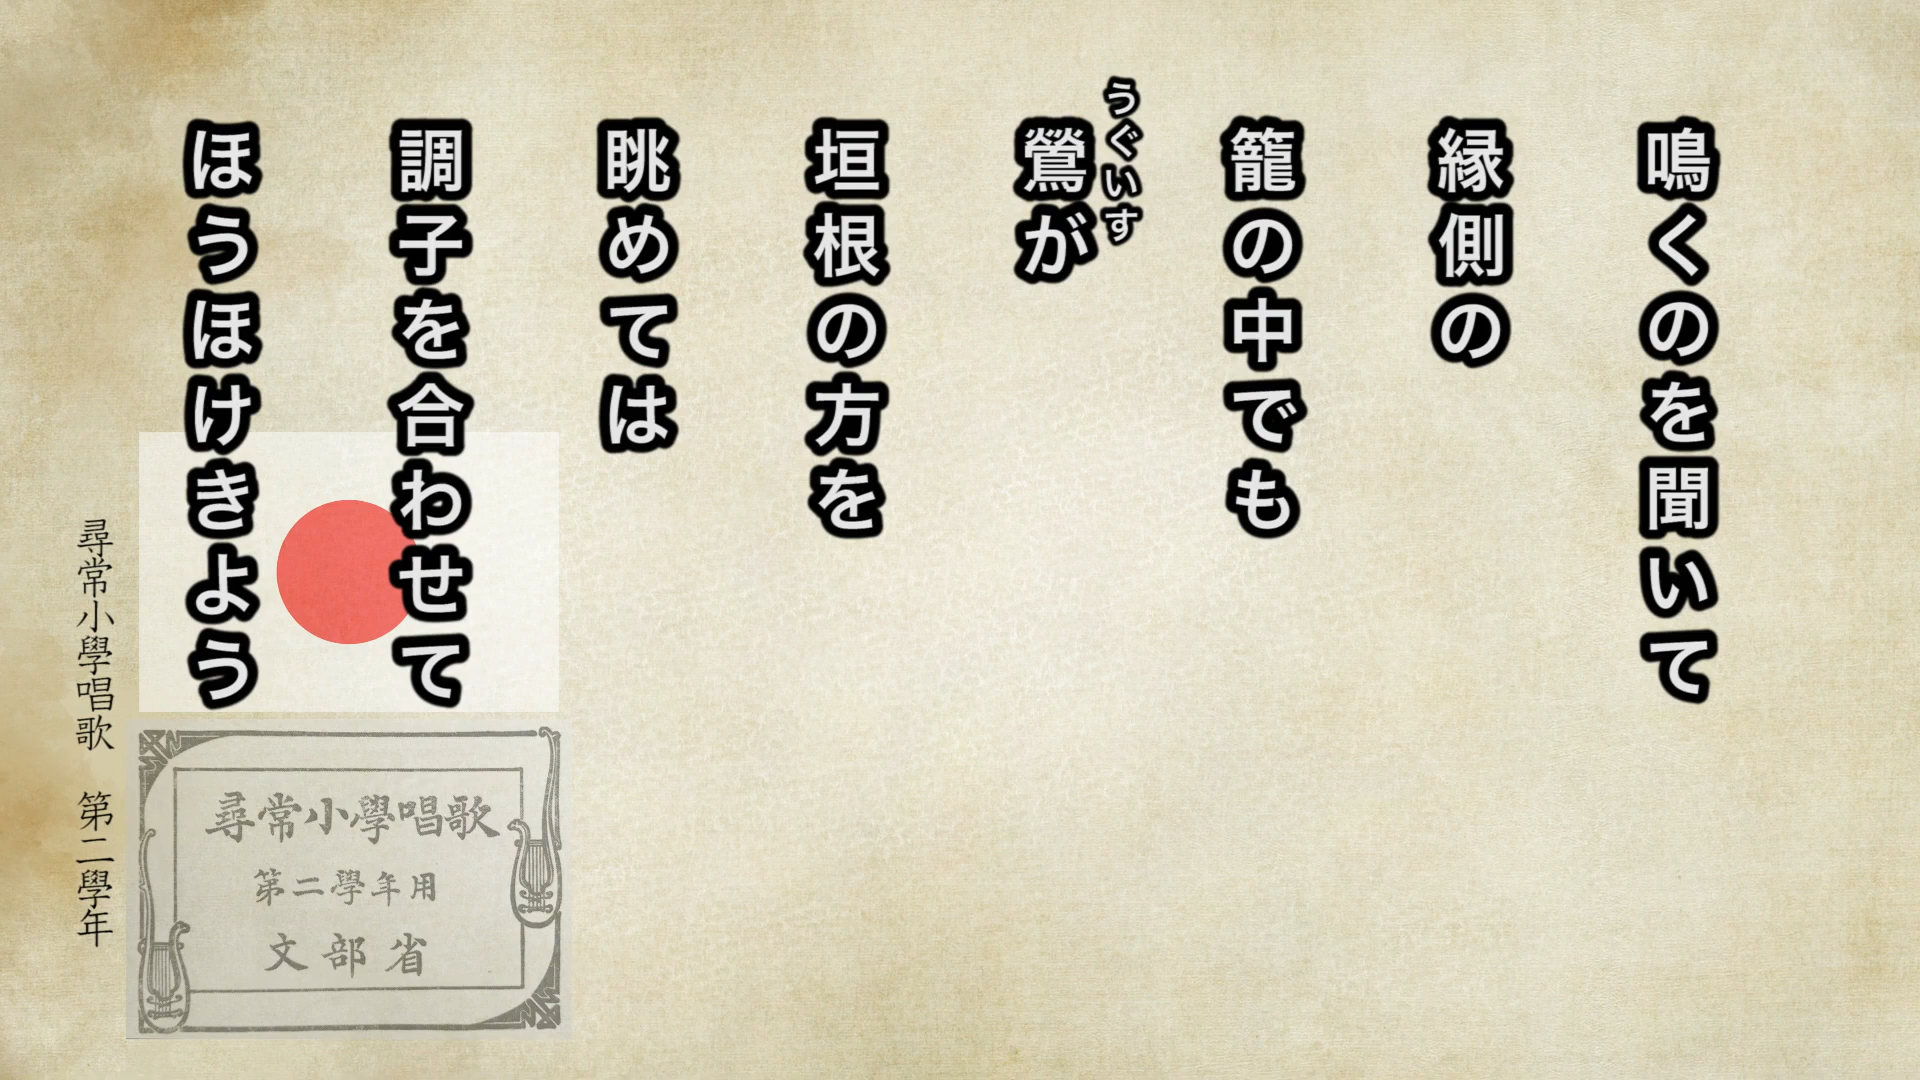 鳴くのを聞いて
縁側の
籠の中でも
うぐいす
鶯が
垣根の方を
眺めては
調子を合わせて
ほうほけきよう
尋常小學唱歌　第二學年
尋常小學唱歌
第二學年用
文部省